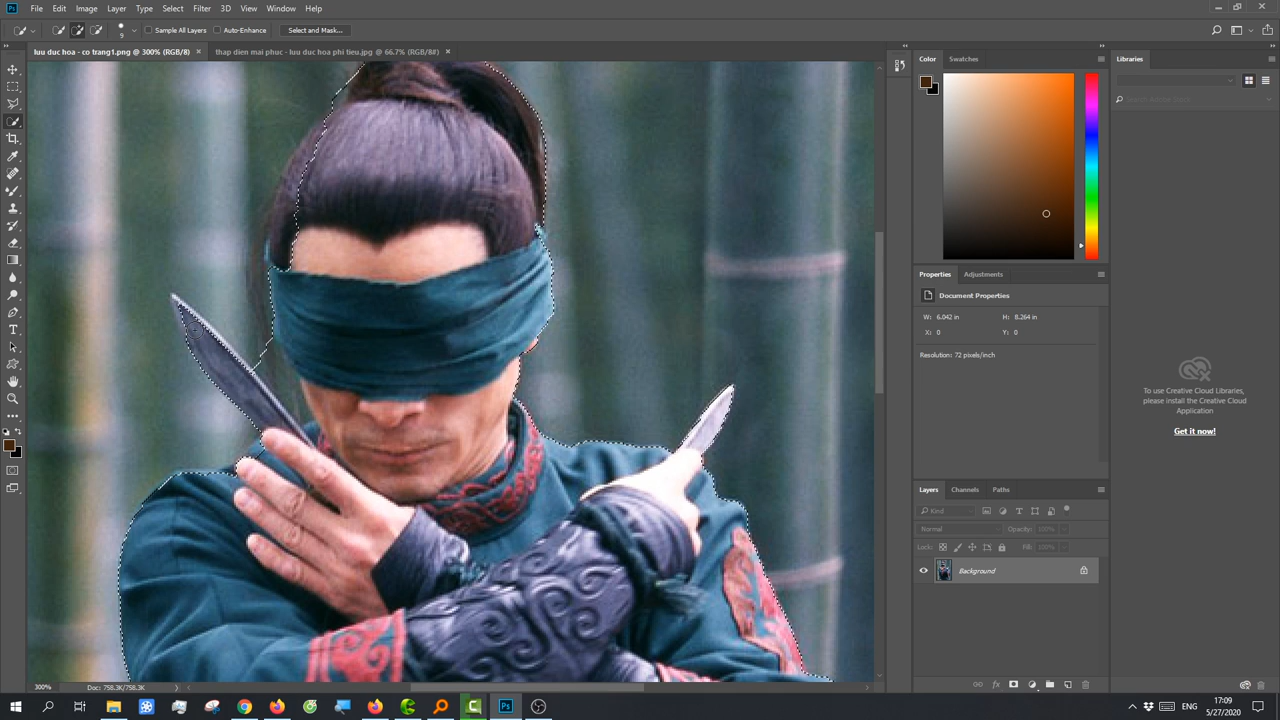 Ps File Edit Image Layer Type Select Filter 3D View Window Help
9 Sample All Layers Auto-Enhance Select and Mask...
luu duc hoa - co trang1.png @ 300% (RGB/8) × thap dien mai phuc - luu duc hoa phi tieu.jpg @ 66.7% (RGB/8#) ×
Color Swatches
Libraries
Properties Adjustments
Document Properties
W: 6.042 in H: 8.264 in
X: 0 Y: 0
Resolution: 72 pixels/inch
To use Creative Cloud Libraries,
please install the Creative Cloud
Application
Get it now!
Layers Channels Paths
Kind
Normal Opacity: 100%
Lock: Fill: 100%
Background
300% Doc: 758.3K/758.3K
ENG
17:09
5/27/2020